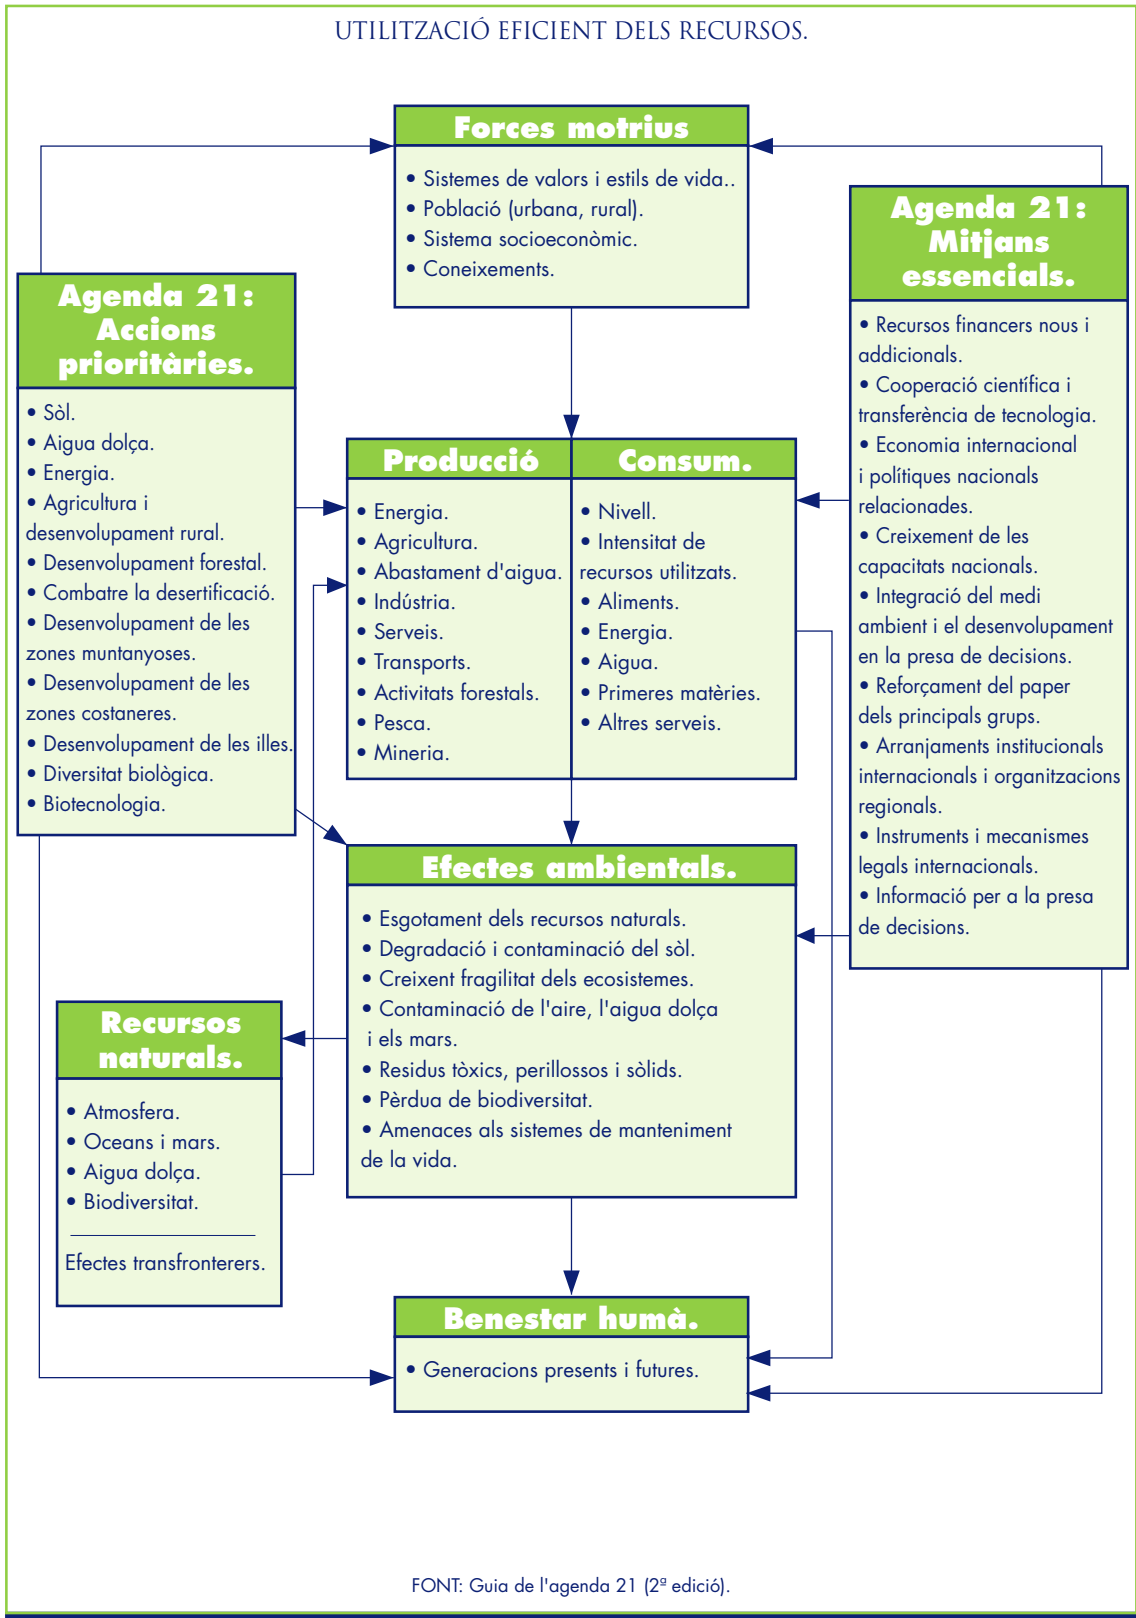 UTILITZACIÓ EFICIENT DELS RECURSOS.
Forces motrius
• Sistemes de valors i estils de vida..
• Població (urbana, rural).
• Sistema socioeconòmic.
• Coneixements.
Agenda 21:
Accions
prioritàries.
• Sòl.
• Aigua dolça.
• Energia.
• Agricultura i
desenvolupament rural.
• Desenvolupament forestal.
• Combatre la desertificació.
• Desenvolupament de les
zones muntanyoses.
• Desenvolupament de les
zones costaneres.
• Desenvolupament de les illes.
• Diversitat biològica.
• Biotecnologia.
Agenda 21:
Mitjans
essencials.
• Recursos financers nous i
addicionals.
• Cooperació científica i
transferència de tecnologia.
• Economia internacional
i polítiques nacionals
relacionades.
• Creixement de les
capacitats nacionals.
• Integració del medi
ambient i el desenvolupament
en la presa de decisions.
• Reforçament del paper
dels principals grups.
• Arranjaments institucionals
internacionals i organitzacions
regionals.
• Instruments i mecanismes
legals internacionals.
• Informació per a la presa
de decisions.
Producció
• Energia.
• Agricultura.
• Abastament d'aigua.
• Indústria.
• Serveis.
• Transports.
• Activitats forestals.
• Pesca.
• Mineria.
Consum.
• Nivell.
• Intensitat de
recursos utilitzats.
• Aliments.
• Energia.
• Aigua.
• Primeres matèries.
• Altres serveis.
Efectes ambientals.
• Esgotament dels recursos naturals.
• Degradació i contaminació del sòl.
• Creixent fragilitat dels ecosistemes.
• Contaminació de l'aire, l'aigua dolça
i els mars.
• Residus tòxics, perillossos i sòlids.
• Pèrdua de biodiversitat.
• Amenaces als sistemes de manteniment
de la vida.
Recursos
naturals.
• Atmosfera.
• Oceans i mars.
• Aigua dolça.
• Biodiversitat.
Efectes transfronterers.
Benestar humà.
• Generacions presents i futures.
FONT: Guia de l'agenda 21 (2ª edició).